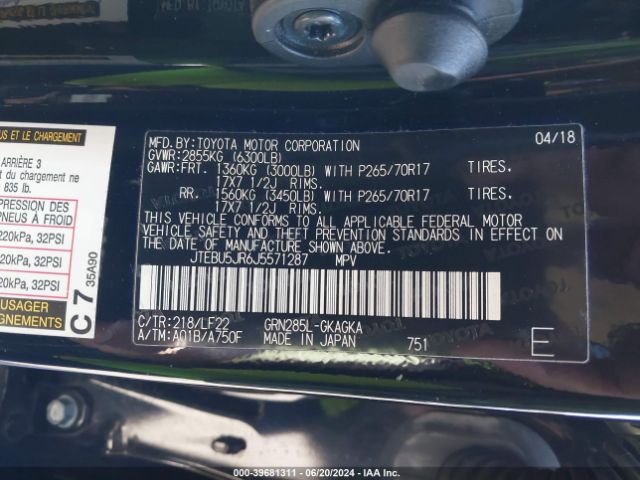 US ET LE CHARGEMENT
ARRIÈRE 3
du chargement ne
835 lb.
PRESSION DES
PNEUS À FROID
220kPa, 32PSI
20kPa, 32PSI
20kPa, 32PSI
USAGER
C7
35A90
MFD.BY:TOYOTA MOTOR CORPORATION 04/18
GVWR:2855KG (6300LB)
GAWR:FRT. 1360KG (3000LB) WITH P265/70R17 TIRES.
17X7 1/2J RIMS.
RR. 1560KG (3450LB) WITH P265/70R17 TIRES.
17X7 1/2J RIMS.
THIS VEHICLE CONFORMS TO ALL APPLICABLE FEDERAL MOTOR
VEHICLE SAFETY AND THEFT PREVENTION STANDARDS IN EFFECT ON
THE DATE OF MANUFACTURE SHOWN ABOVE.
JTEBU5JR6J5571287 MPV
C/TR:218/LF22 GRN285L-GKAGKA
A/TM:A01B/A750F MADE IN JAPAN 751 E
000-39681311 - 06/20/2024 - IAA Inc.